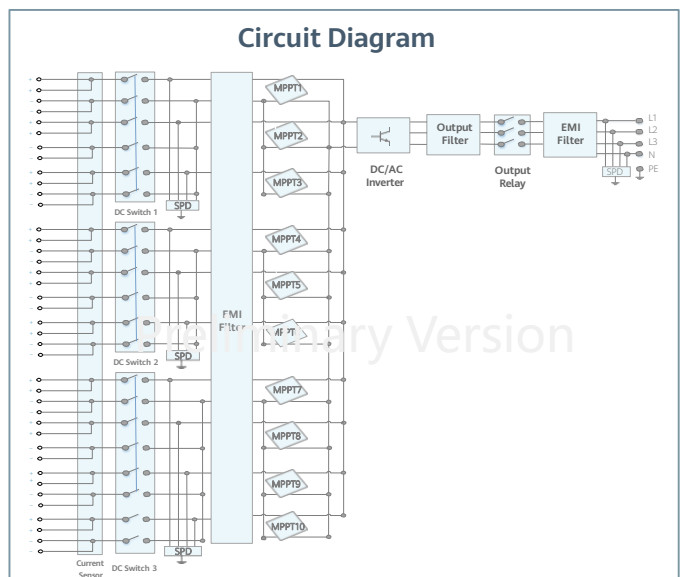 Circuit Diagram
MPPT1
MPPT2
MPPT3
DC Switch 1
SPD
MPPT4
MPPT5
MPPT6
DC Switch 2
SPD
EMI
Filter
MPPT7
MPPT8
MPPT9
MPPT10
Current
Sensor
DC Switch 3
SPD
DC/AC
Inverter
Output
Filter
Output
Relay
EMI
Filter
SPD
L1
L2
L3
N
PE
Preliminary Version